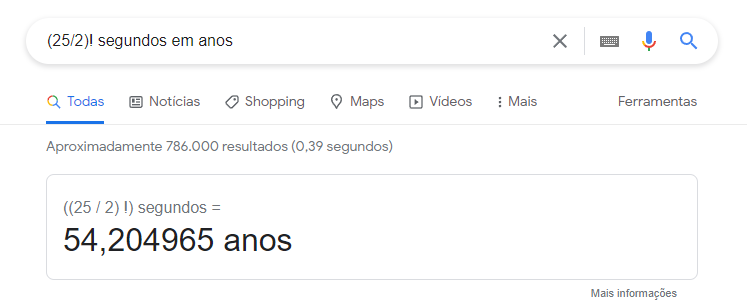 (25/2)! segundos em anos
Todas Notícias Shopping Maps Vídeos Mais Ferramentas
Aproximadamente 786.000 resultados (0,39 segundos)
((25 / 2) !) segundos =
54,204965 anos
Mais informações